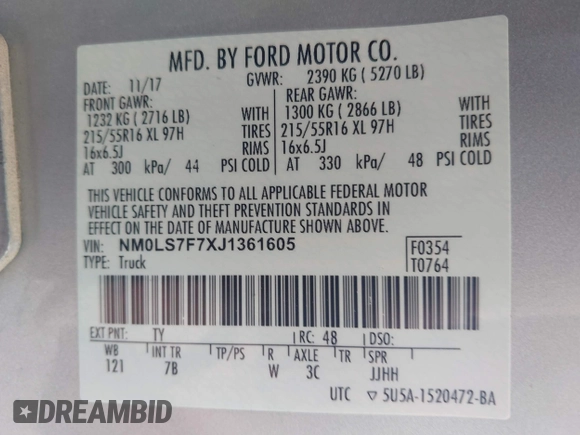 MFD. BY FORD MOTOR CO.
DATE: 11/17 GVWR: 2390 KG ( 5270 LB)
FRONT GAWR: REAR GAWR:
1232 KG ( 2716 LB) WITH 1300 KG ( 2866 LB) WITH
215/55R16 XL 97H TIRES 215/55R16 XL 97H TIRES
16x6.5J RIMS 16x6.5J RIMS
AT 300 kPa/ 44 PSI COLD AT 330 kPa/ 48 PSI COLD
THIS VEHICLE CONFORMS TO ALL APPLICABLE FEDERAL MOTOR
VEHICLE SAFETY AND THEFT PREVENTION STANDARDS IN
EFFECT ON THE DATE OF MANUFACTURE SHOWN ABOVE.
VIN: NM0LS7F7XJ1361605 F0354
TYPE: Truck T0764
EXT PNT: TY RC: 48 DSO:
WB INT TR TP/PS R AXLE TR SPR
121 7B W 3C JJHH
UTC ▽ 5U5A-1520472-BA
DREAMBID